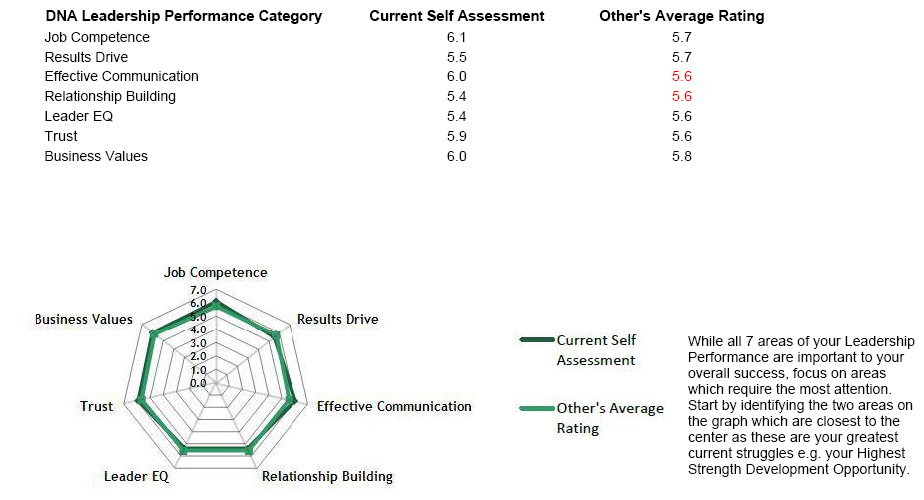 DNA Leadership Performance Category Current Self Assessment Other's Average Rating
Job Competence 6.1 5.7
Results Drive 5.5 5.7
Effective Communication 6.0 5.6
Relationship Building 5.4 5.6
Leader EQ 5.4 5.6
Trust 5.9 5.6
Business Values 6.0 5.8
Job Competence
7.0
6.0
5.0
4.0
3.0
2.0
1.0
0.0
Business Values
Results Drive
Trust
Effective Communication
Leader EQ
Relationship Building
Current Self
Assessment
Other's Average
Rating
While all 7 areas of your Leadership
Performance are important to your
overall success, focus on areas
which require the most attention.
Start by identifying the two areas on
the graph which are closest to the
center as these are your greatest
current struggles e.g. your Highest
Strength Development Opportunity.